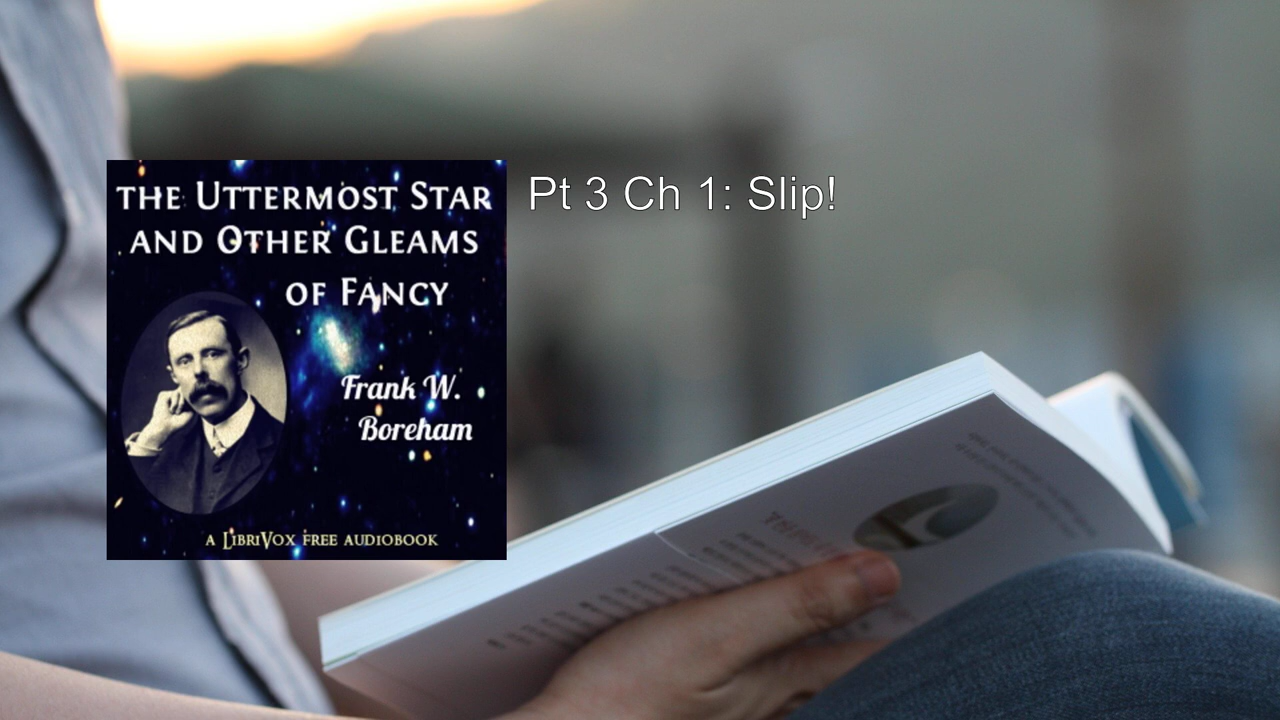 THE UTTERMOST STAR
AND OTHER GLEAMS
OF FANCY
Frank W.
Boreham
A LIBRIVOX FREE AUDIOBOOK
Pt 3 Ch 1: Slip!